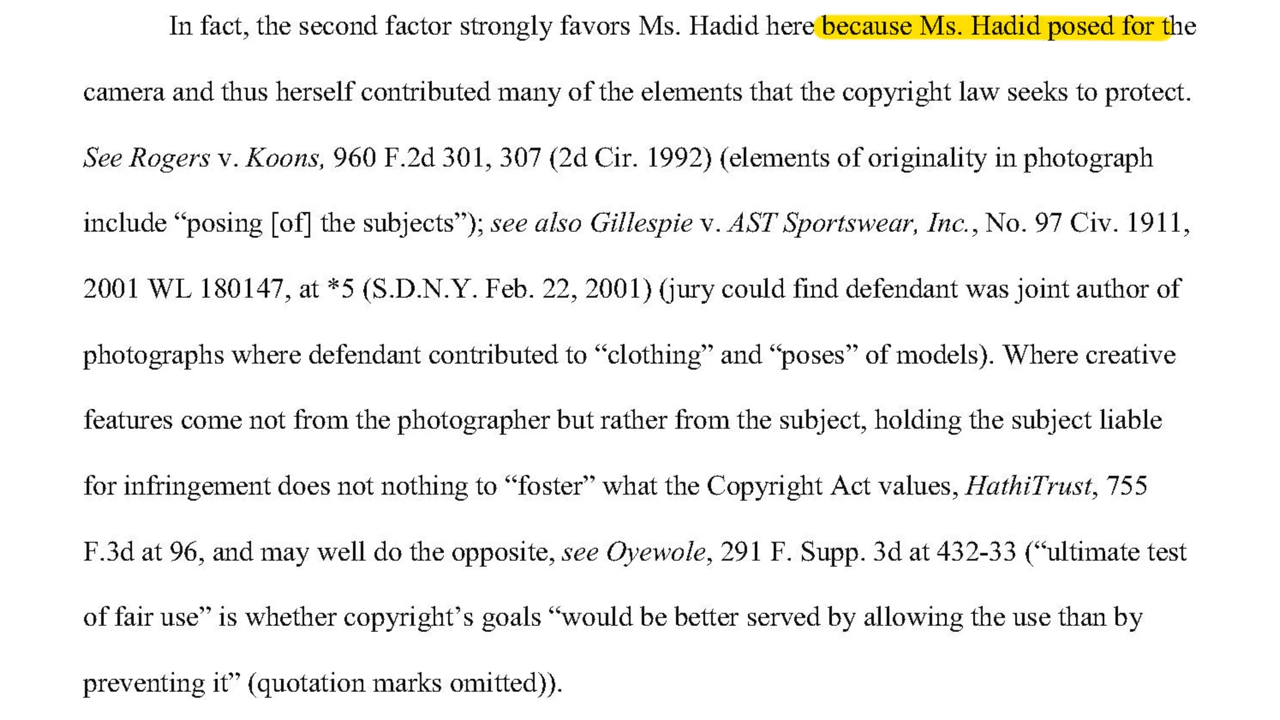 In fact, the second factor strongly favors Ms. Hadid here because Ms. Hadid posed for the
camera and thus herself contributed many of the elements that the copyright law seeks to protect.
See Rogers v. Koons, 960 F.2d 301, 307 (2d Cir. 1992) (elements of originality in photograph
include “posing [of] the subjects”); see also Gillespie v. AST Sportswear, Inc., No. 97 Civ. 1911,
2001 WL 180147, at *5 (S.D.N.Y. Feb. 22, 2001) (jury could find defendant was joint author of
photographs where defendant contributed to “clothing” and “poses” of models). Where creative
features come not from the photographer but rather from the subject, holding the subject liable
for infringement does not nothing to “foster” what the Copyright Act values, HathiTrust, 755
F.3d at 96, and may well do the opposite, see Oyewole, 291 F. Supp. 3d at 432-33 (“ultimate test
of fair use” is whether copyright’s goals “would be better served by allowing the use than by
preventing it” (quotation marks omitted)).